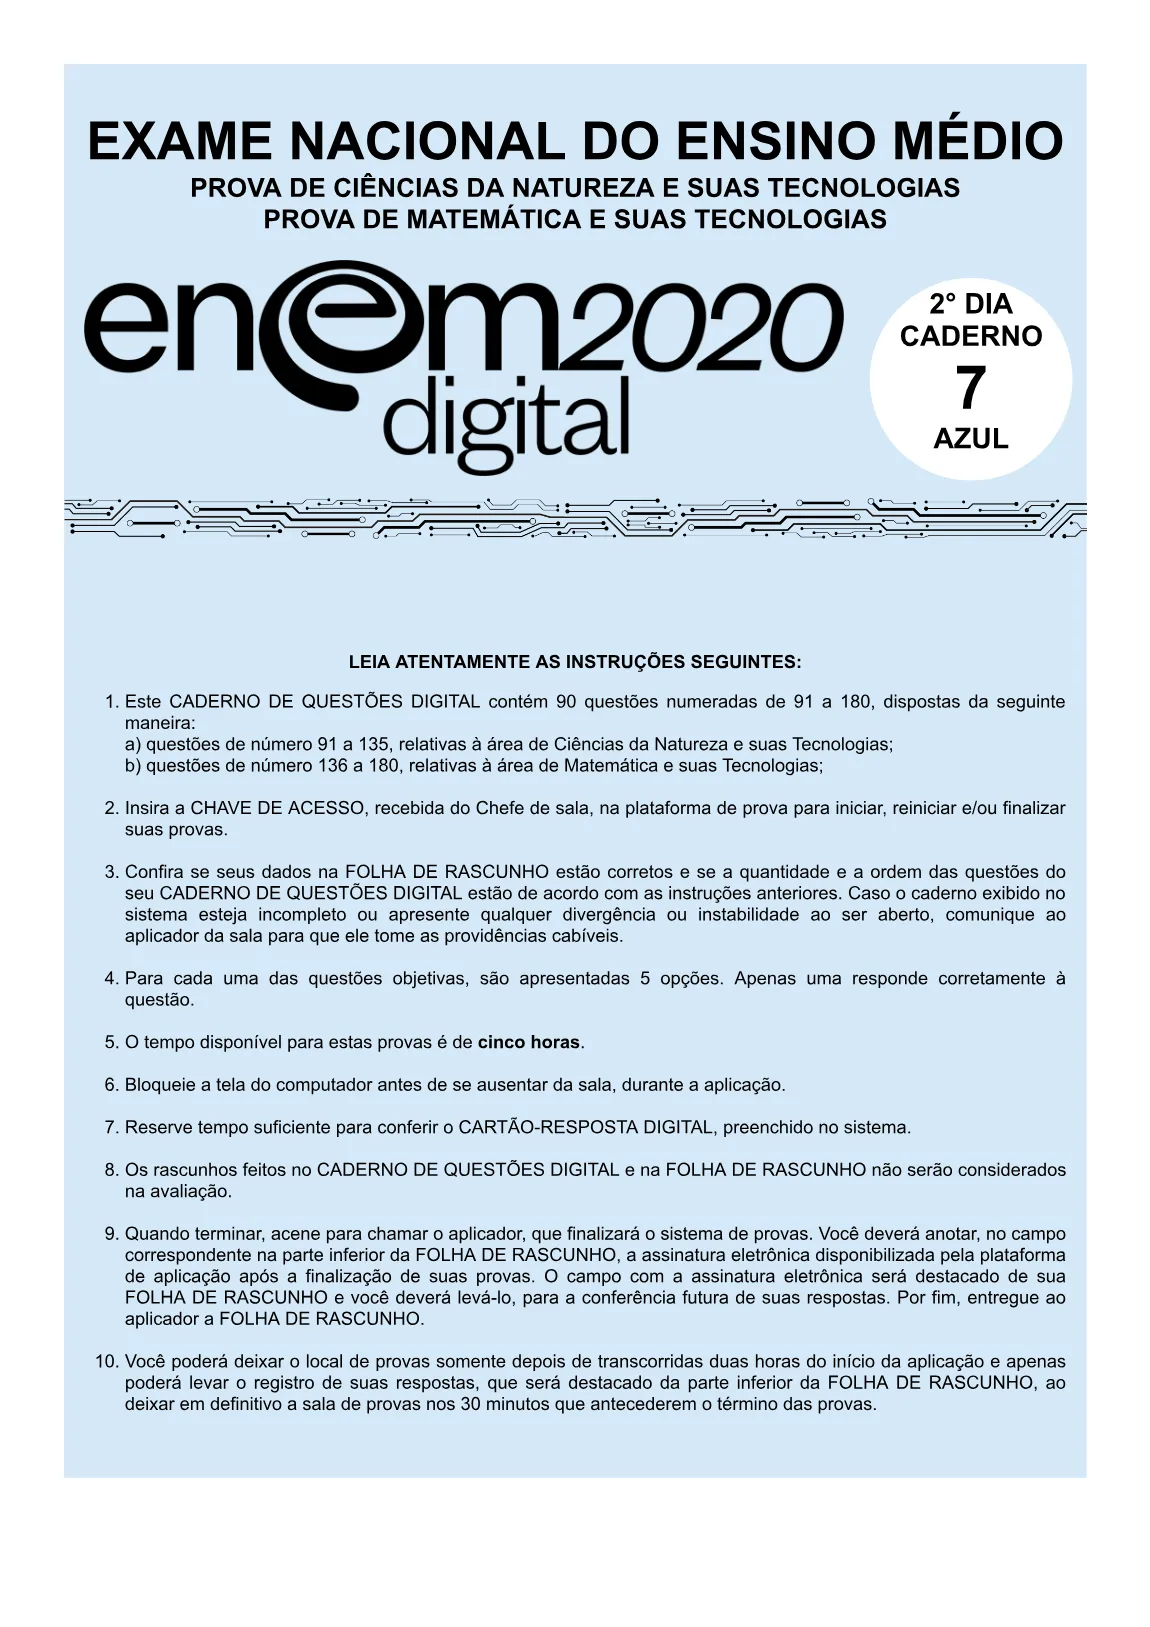 EXAME NACIONAL DO ENSINO MÉDIO
PROVA DE CIÊNCIAS DA NATUREZA E SUAS TECNOLOGIAS
PROVA DE MATEMÁTICA E SUAS TECNOLOGIAS
enem2020
digital
2° DIA
CADERNO
7
AZUL
LEIA ATENTAMENTE AS INSTRUÇÕES SEGUINTES:
1. Este CADERNO DE QUESTÕES DIGITAL contém 90 questões numeradas de 91 a 180, dispostas da seguinte
maneira:
a) questões de número 91 a 135, relativas à área de Ciências da Natureza e suas Tecnologias;
b) questões de número 136 a 180, relativas à área de Matemática e suas Tecnologias;
2. Insira a CHAVE DE ACESSO, recebida do Chefe de sala, na plataforma de prova para iniciar, reiniciar e/ou finalizar
suas provas.
3. Confira se seus dados na FOLHA DE RASCUNHO estão corretos e se a quantidade e a ordem das questões do
seu CADERNO DE QUESTÕES DIGITAL estão de acordo com as instruções anteriores. Caso o caderno exibido no
sistema esteja incompleto ou apresente qualquer divergência ou instabilidade ao ser aberto, comunique ao
aplicador da sala para que ele tome as providências cabíveis.
4. Para cada uma das questões objetivas, são apresentadas 5 opções. Apenas uma responde corretamente à
questão.
5. O tempo disponível para estas provas é de cinco horas.
6. Bloqueie a tela do computador antes de se ausentar da sala, durante a aplicação.
7. Reserve tempo suficiente para conferir o CARTÃO-RESPOSTA DIGITAL, preenchido no sistema.
8. Os rascunhos feitos no CADERNO DE QUESTÕES DIGITAL e na FOLHA DE RASCUNHO não serão considerados
na avaliação.
9. Quando terminar, acene para chamar o aplicador, que finalizará o sistema de provas. Você deverá anotar, no campo
correspondente na parte inferior da FOLHA DE RASCUNHO, a assinatura eletrônica disponibilizada pela plataforma
de aplicação após a finalização de suas provas. O campo com a assinatura eletrônica será destacado de sua
FOLHA DE RASCUNHO e você deverá levá-lo, para a conferência futura de suas respostas. Por fim, entregue ao
aplicador a FOLHA DE RASCUNHO.
10. Você poderá deixar o local de provas somente depois de transcorridas duas horas do início da aplicação e apenas
poderá levar o registro de suas respostas, que será destacado da parte inferior da FOLHA DE RASCUNHO, ao
deixar em definitivo a sala de provas nos 30 minutos que antecederem o término das provas.